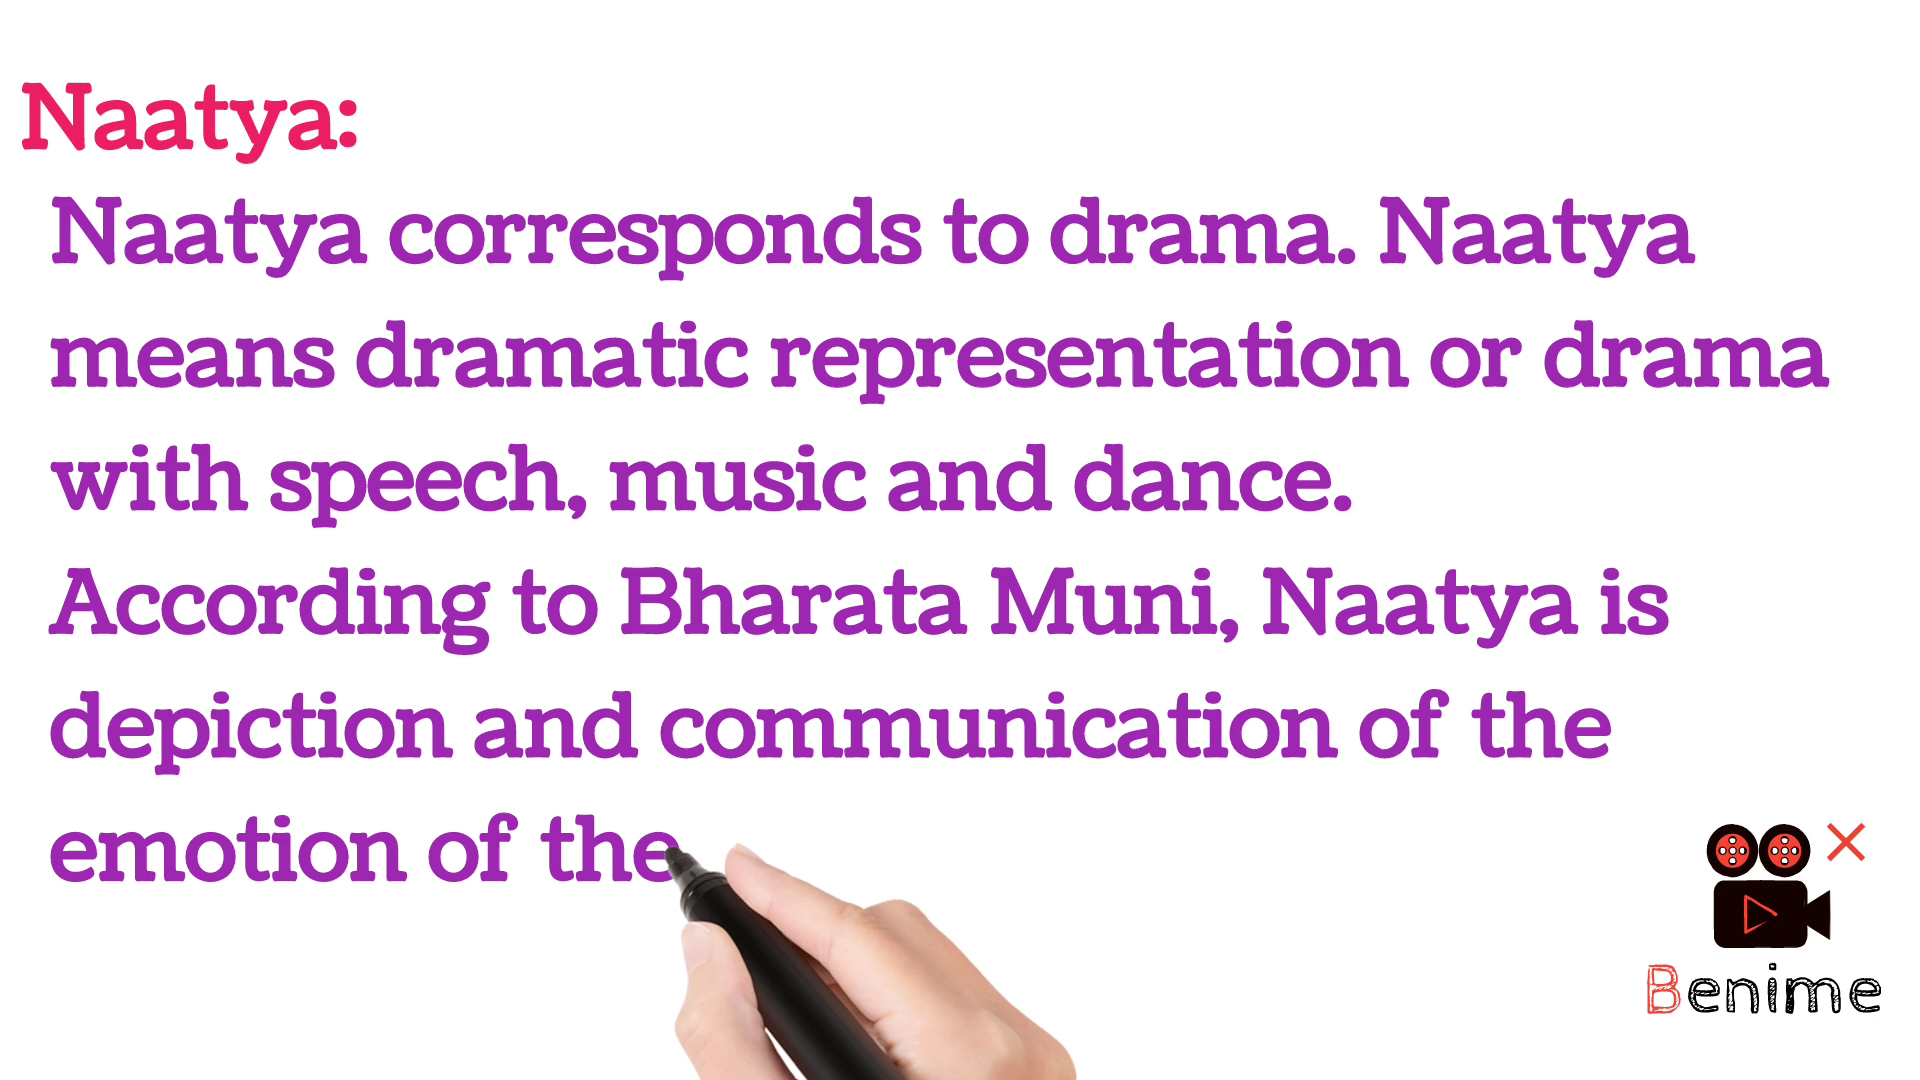 Naatya:
Naatya corresponds to drama. Naatya
means dramatic representation or drama
with speech, music and dance.
According to Bharata Muni, Naatya is
depiction and communication of the
emotion of the
Benime